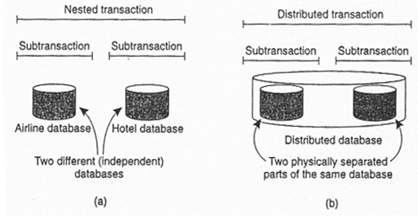 Nested transaction
Subtransaction Subtransaction
Airline database Hotel database
Two different (independent)
databases
(a)
Distributed transaction
Subtransaction Subtransaction
Distributed database
Two physically separated
parts of the same database
(b)